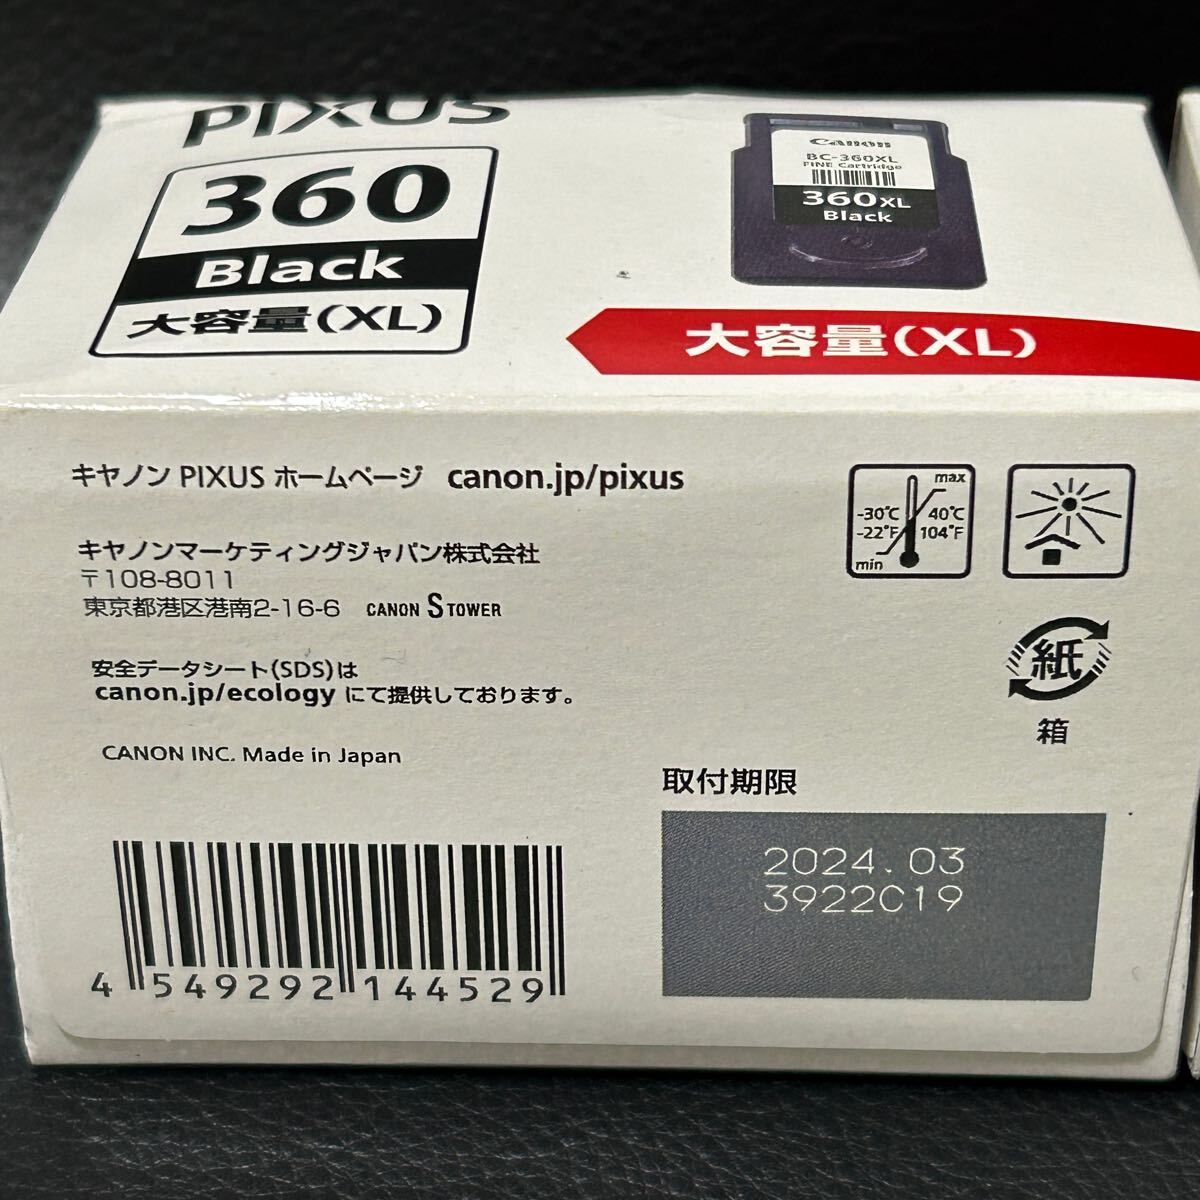 PIXUS
360
Black
大容量(XL)
Canon
BC-360XL
FINE Cartridge
360XL
Black
大容量(XL)
キヤノン PIXUS ホームページ canon.jp/pixus
キヤノンマーケティングジャパン株式会社
〒108-8011
東京都港区港南2-16-6 CANON S TOWER
安全データシート(SDS)は
canon.jp/ecology にて提供しております。
CANON INC. Made in Japan
max
-30℃ 40℃
-22°F 104°F
min
紙
箱
取付期限
2024.03
3922C19
4 549292 144529